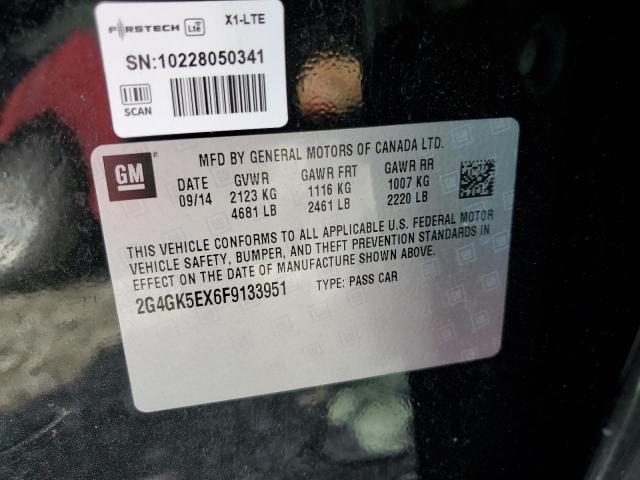 FIRSTECH LTE X1-LTE
SN:10228050341
SCAN
GM
MFD BY GENERAL MOTORS OF CANADA LTD.
DATE GVWR GAWR FRT GAWR RR
09/14 2123 KG 1116 KG 1007 KG
4681 LB 2461 LB 2220 LB
THIS VEHICLE CONFORMS TO ALL APPLICABLE U.S. FEDERAL MOTOR
VEHICLE SAFETY, BUMPER, AND THEFT PREVENTION STANDARDS IN
EFFECT ON THE DATE OF MANUFACTURE SHOWN ABOVE.
2G4GK5EX6F9133951 TYPE: PASS CAR